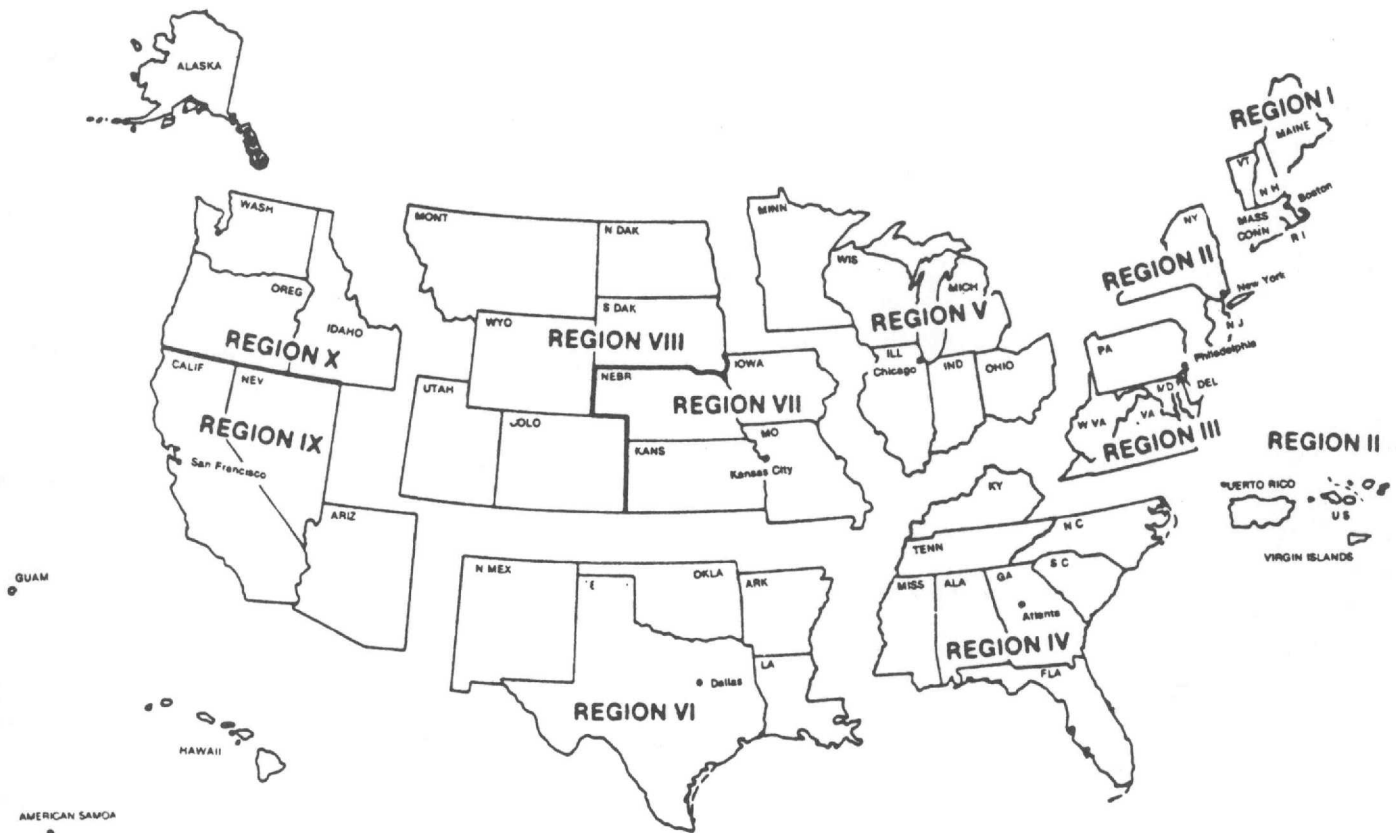 ALASKA
REGION I
MAINE
VT
N H
Boston
MASS
CONN
R I
NY
REGION II
New York
N J
WASH
OREG
IDAHO
REGION X
MONT
N DAK
S DAK
WYO
REGION VIII
UTAH
COLO
MINN
WIS
MICH
REGION V
ILL
Chicago
IND
OHIO
PA
Philadelphia
MD
DEL
W VA
VA
REGION III
CALIF
NEV
REGION IX
San Francisco
ARIZ
NEBR
IOWA
REGION VII
KANS
MO
Kansas City
REGION II
PUERTO RICO
U S
VIRGIN ISLANDS
KY
TENN
N C
S C
MISS
ALA
GA
Atlanta
REGION IV
FLA
N MEX
OKLA
ARK
LA
Dallas
REGION VI
GUAM
HAWAII
AMERICAN SAMOA